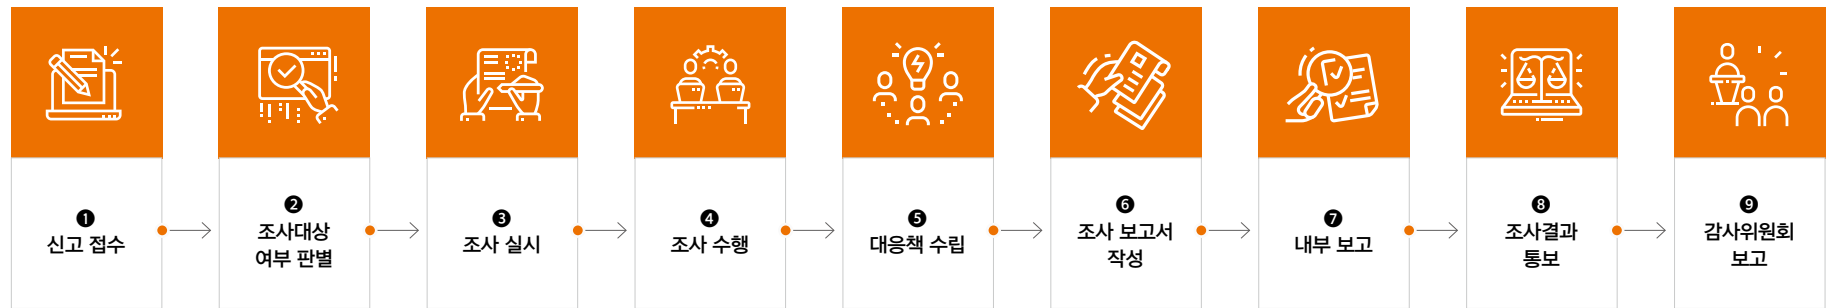 ❶
신고 접수
❷
조사대상
여부 판별
❸
조사 실시
❹
조사 수행
❺
대응책 수립
❻
조사 보고서
작성
❼
내부 보고
❽
조사결과
통보
❾
감사위원회
보고